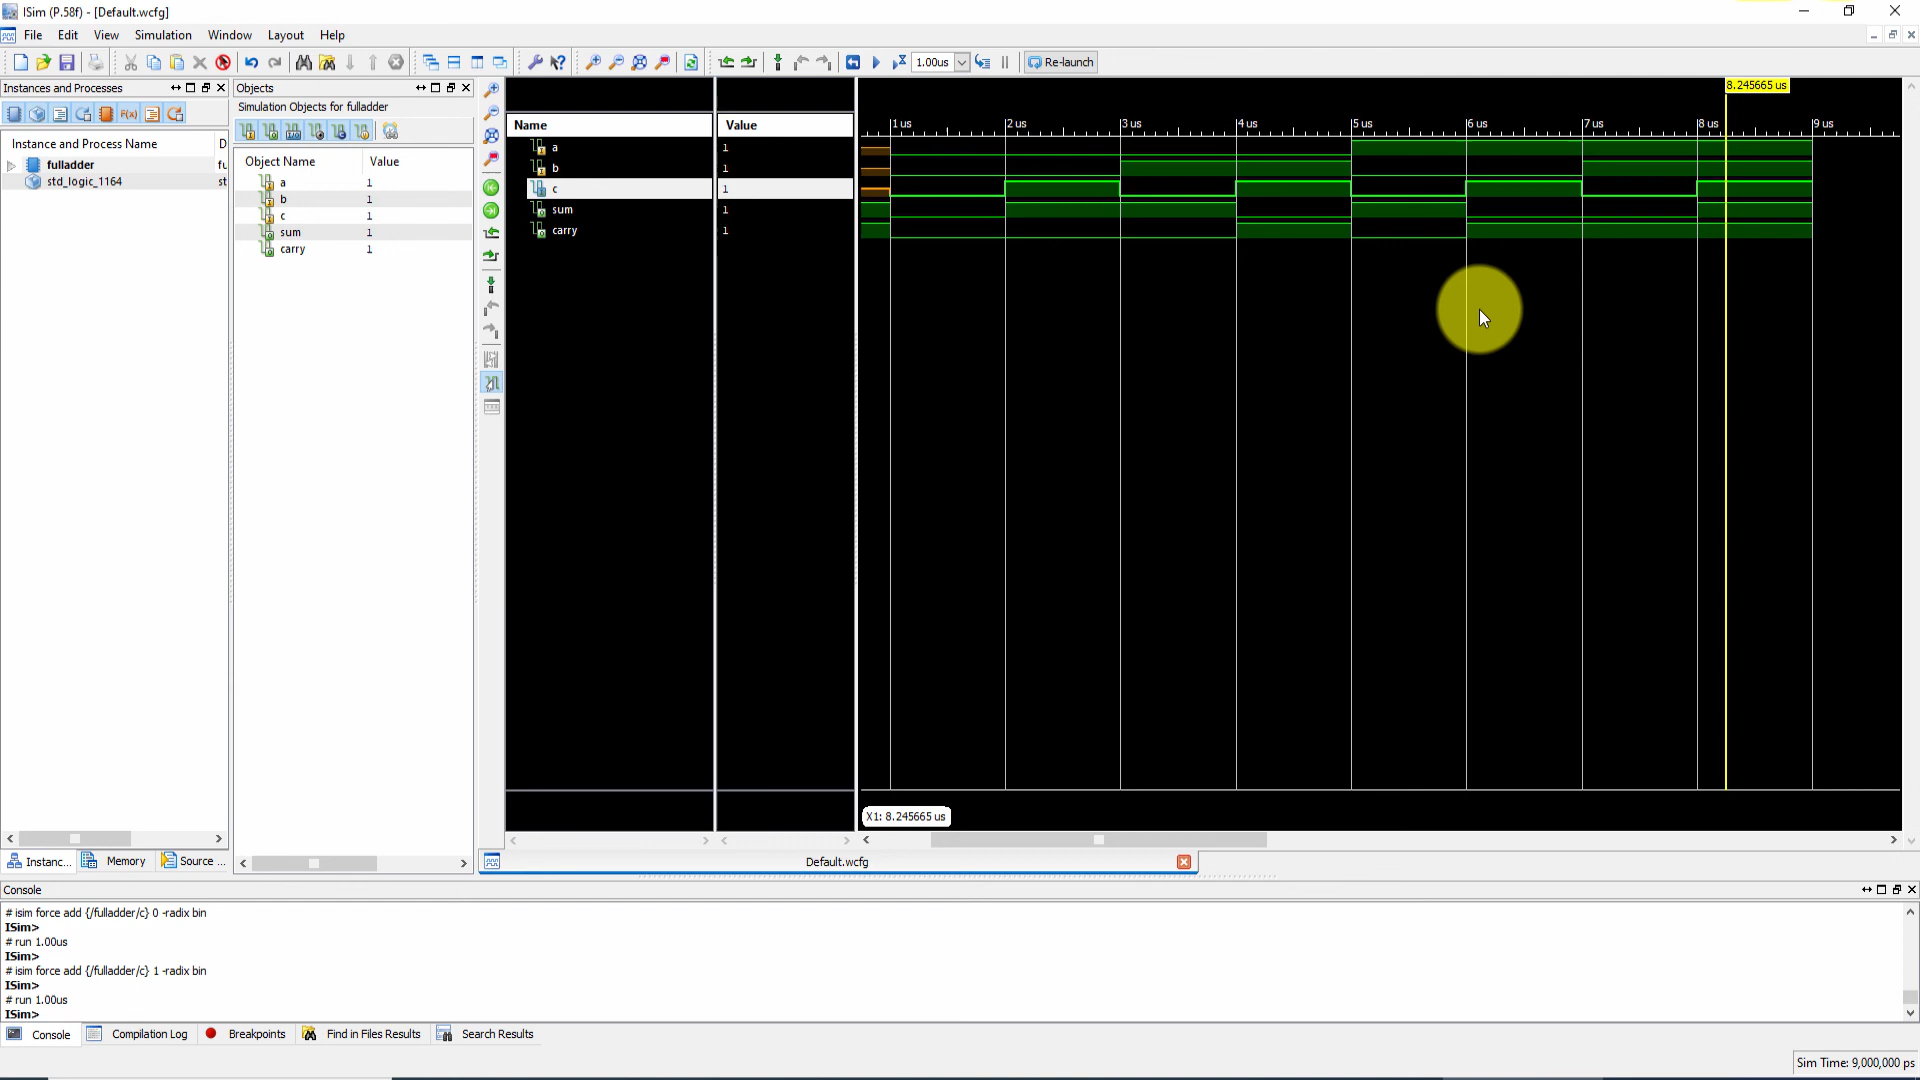 ISim (P.58f) - [Default.wcfg]
File Edit View Simulation Window Layout Help
1.00us Re-launch
Instances and Processes
Objects
Simulation Objects for fulladder
Instance and Process Name D
fulladder fu
std_logic_1164 st
Object Name Value
a 1
b 1
c 1
sum 1
carry 1
Name Value
a 1
b 1
c 1
sum 1
carry 1
8.245665 us
1 us 2 us 3 us 4 us 5 us 6 us 7 us 8 us 9 us
X1: 8.245665 us
Instanc... Memory Source ...
Default.wcfg
Console
# isim force add {/fulladder/c} 0 -radix bin
ISim>
# run 1.00us
ISim>
# isim force add {/fulladder/c} 1 -radix bin
ISim>
# run 1.00us
ISim>
Console Compilation Log Breakpoints Find in Files Results Search Results
Sim Time: 9,000,000 ps